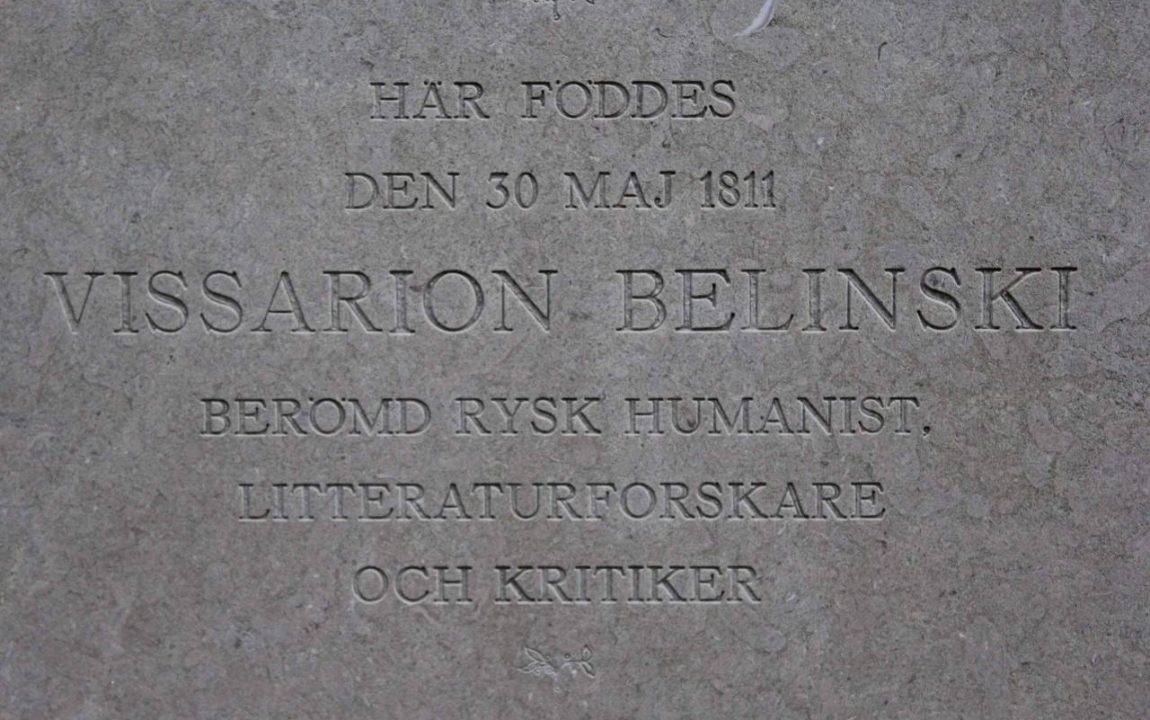 HÄR FÖDDES
DEN 30 MAJ 1811
VISSARION BELINSKI
BERÖMD RYSK HUMANIST,
LITTERATURFORSKARE
OCH KRITIKER